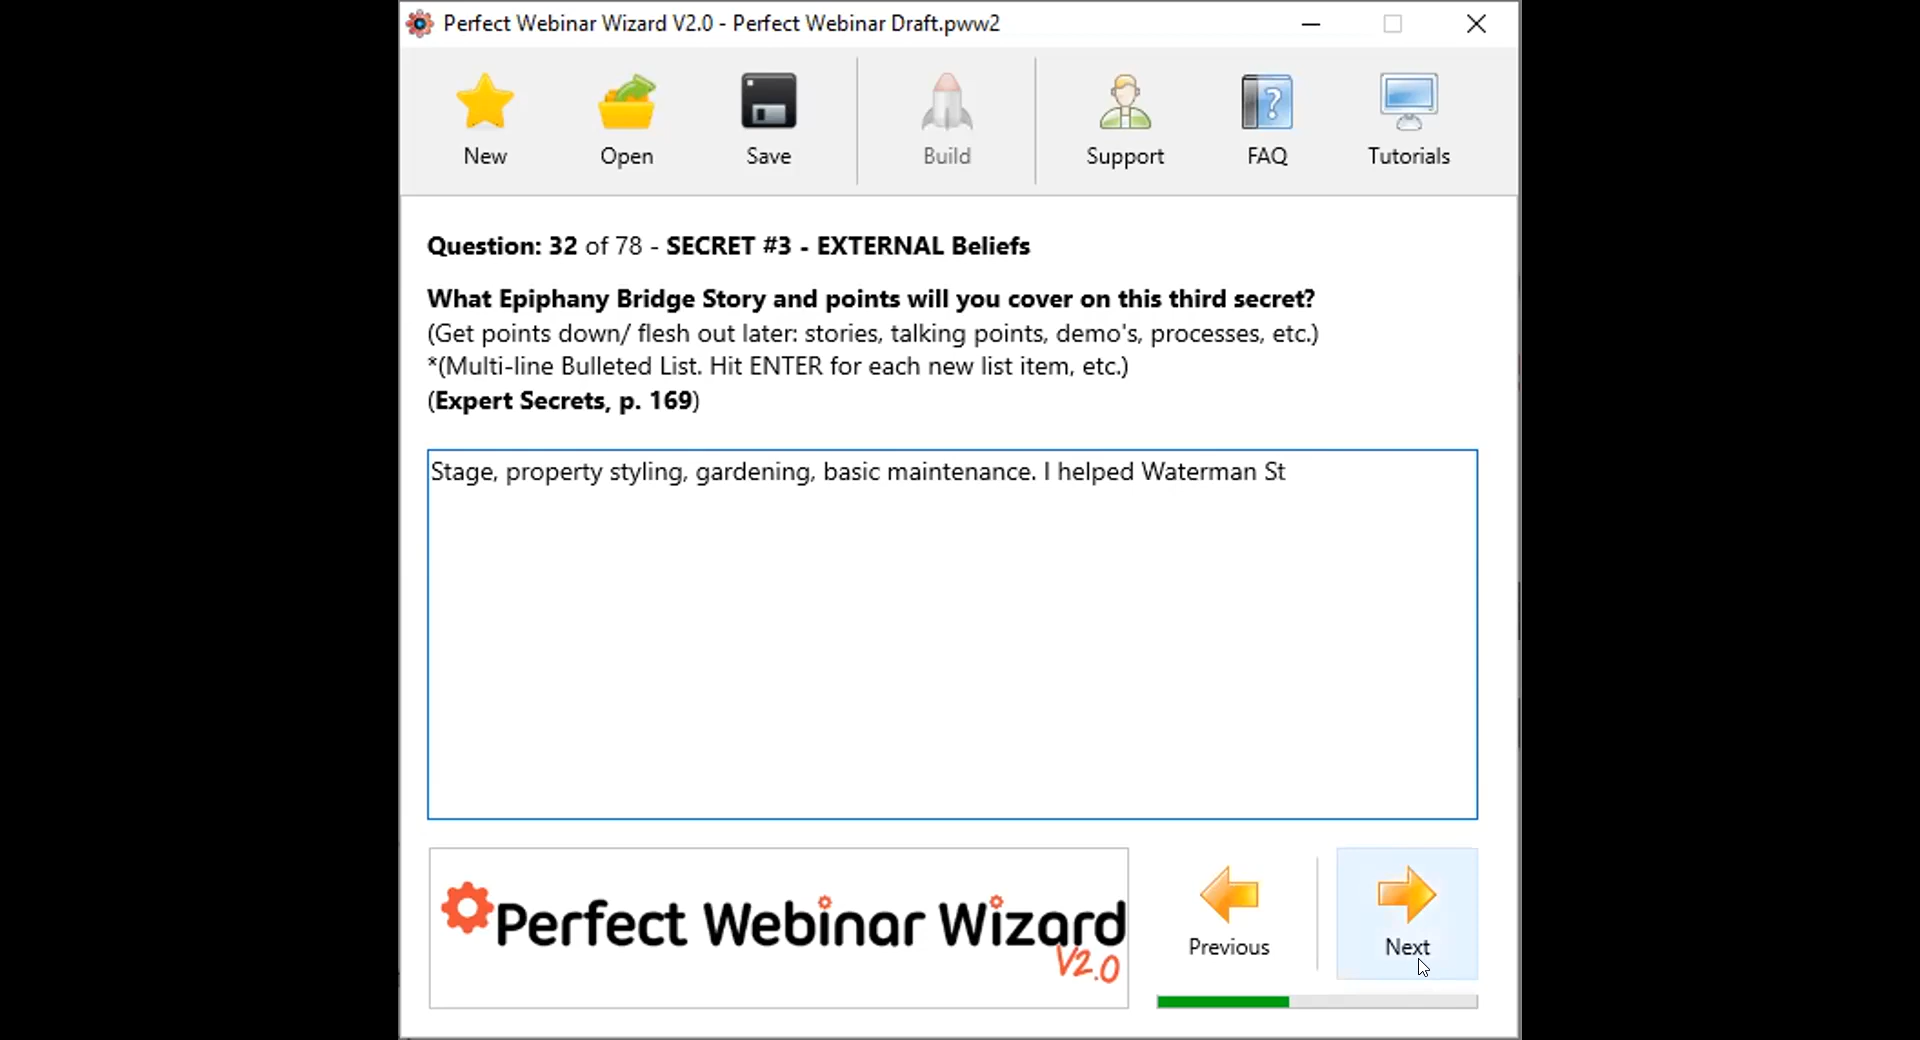 Perfect Webinar Wizard V2.0 - Perfect Webinar Draft.pww2
New Open Save Build Support FAQ Tutorials
Question: 32 of 78 - SECRET #3 - EXTERNAL Beliefs
What Epiphany Bridge Story and points will you cover on this third secret?
(Get points down/ flesh out later: stories, talking points, demo's, processes, etc.)
*(Multi-line Bulleted List. Hit ENTER for each new list item, etc.)
(Expert Secrets, p. 169)
Stage, property styling, gardening, basic maintenance. I helped Waterman St
Perfect Webinar Wizard
V2.0
Previous Next